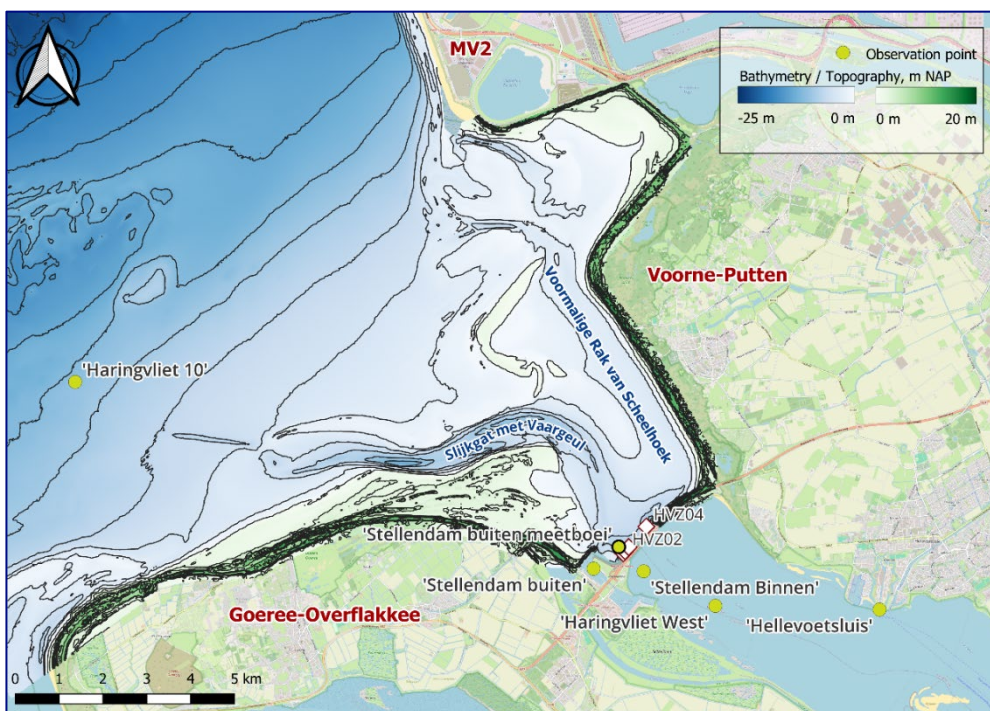 MV2
Observation point
Bathymetry / Topography, m NAP
-25 m
0 m
0 m
20 m
Voorne-Putten
Voormalige Rak van Scheelhoek
'Haringvliet 10'
Slijkgat met Vaargeul
HVZ04
'Stellendam buiten meetboei'
HVZ02
'Stellendam buiten'
'Stellendam Binnen'
Goeree-Overflakkee
'Haringvliet West'
'Hellevoetsluis'
0 1 2 3 4 5 km